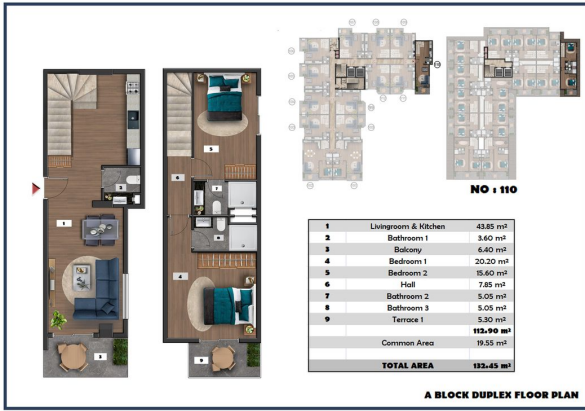 NO : 110
1 Livingroom & Kitchen 43.85 m²
2 Bathroom 1 3.60 m²
3 Balcony 6.40 m²
4 Bedroom 1 20.20 m²
5 Bedroom 2 15.60 m²
6 Hall 7.85 m²
7 Bathroom 2 5.05 m²
8 Bathroom 3 5.05 m²
9 Terrace 1 5.30 m²
112.90 m²
Common Area 19.55 m²
TOTAL AREA 132.45 m²
A BLOCK DUPLEX FLOOR PLAN